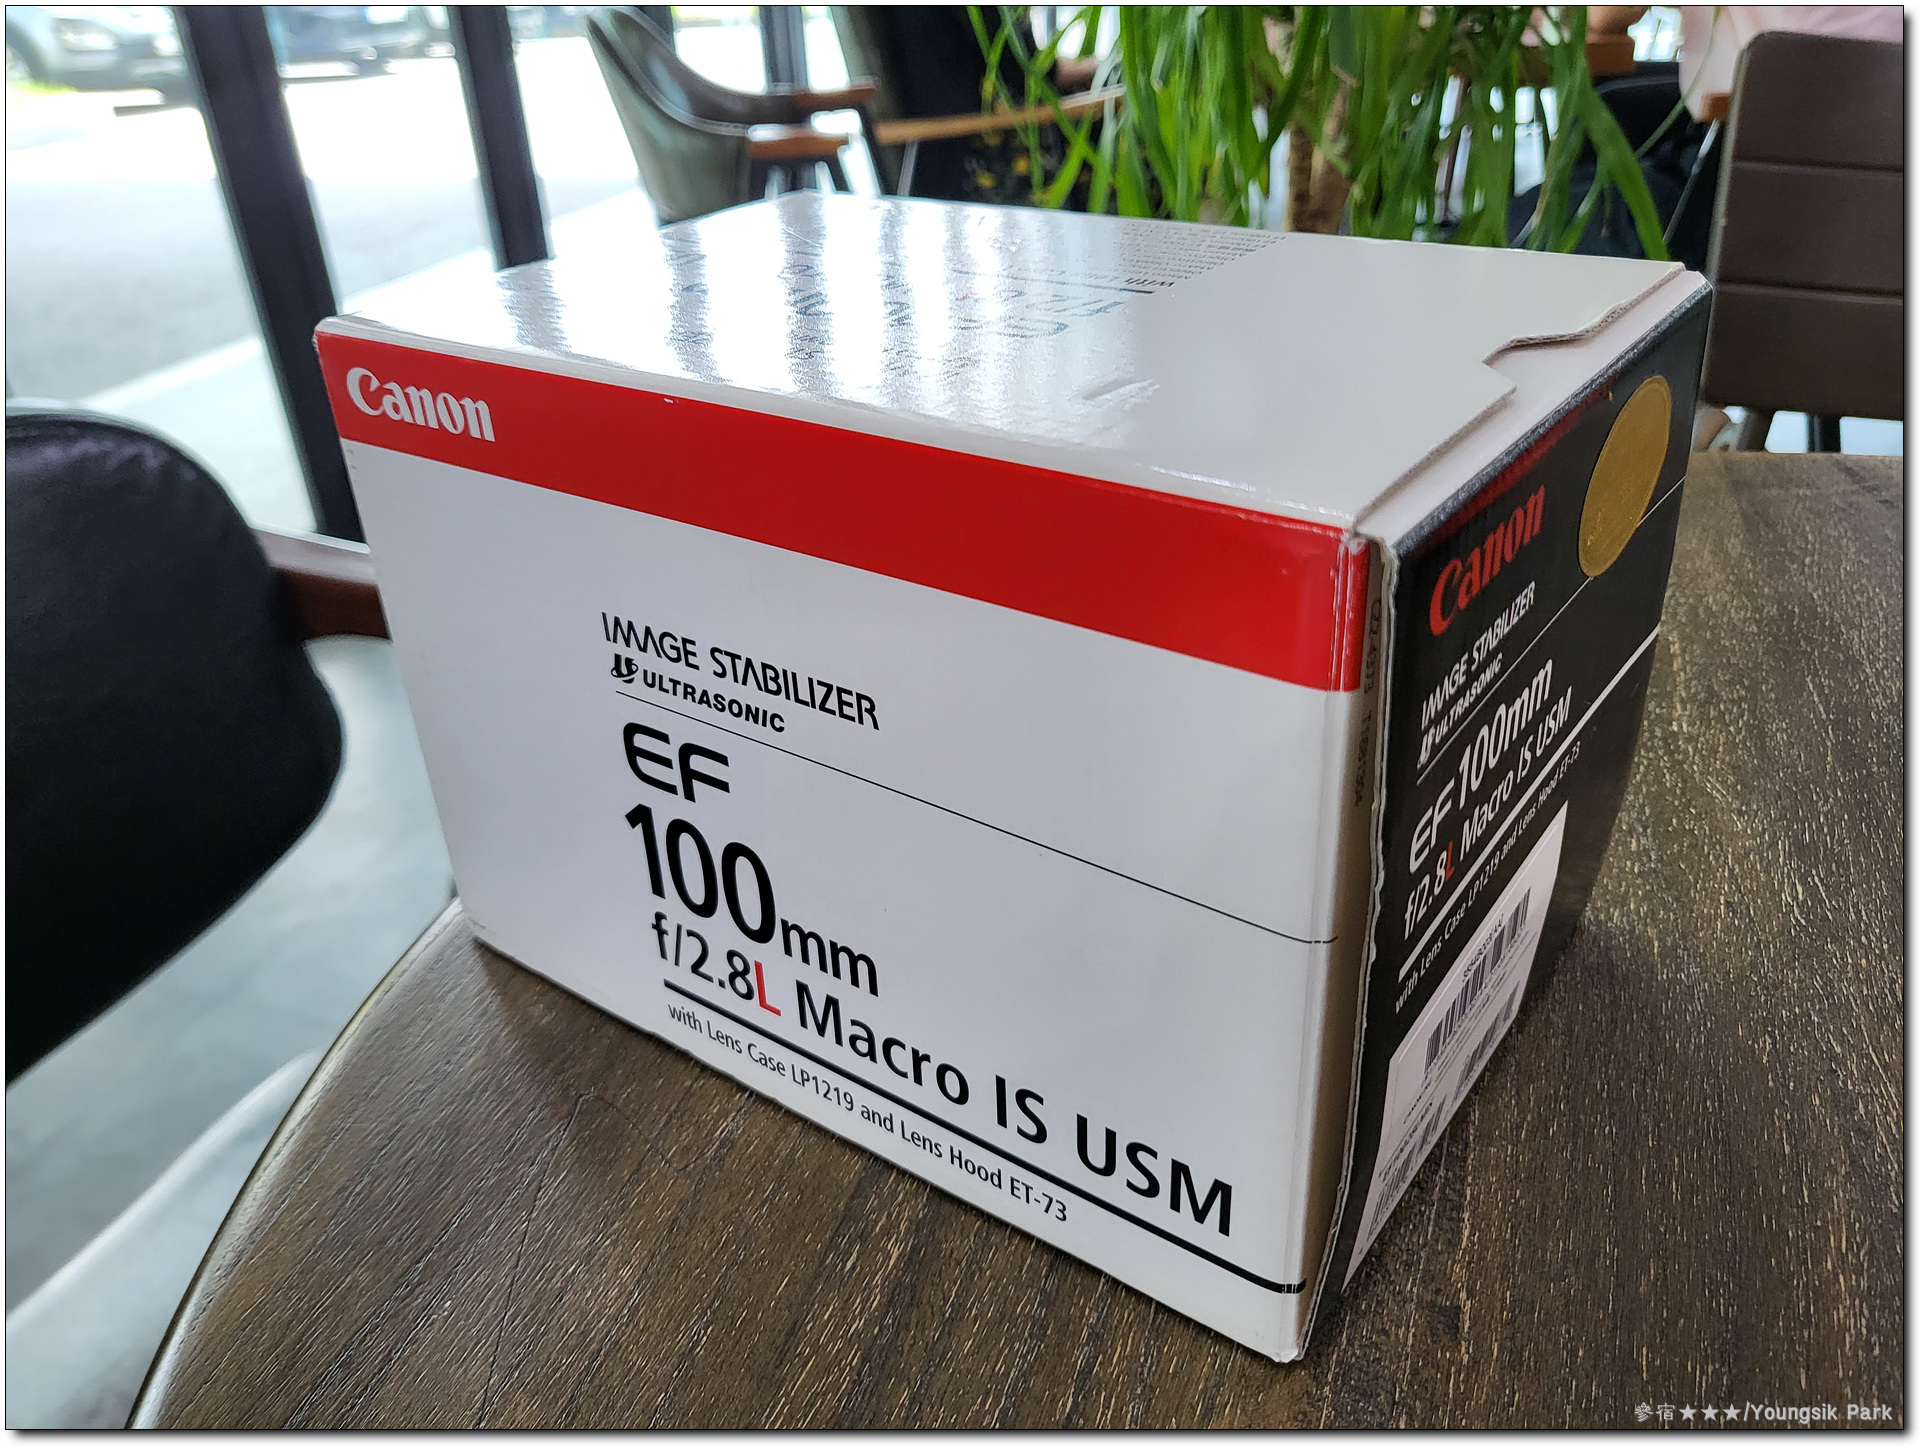 Canon
IMAGE STABILIZER
ULTRASONIC
EF
100mm
f/2.8L Macro IS USM
with Lens Case LP1219 and Lens Hood ET-73
Canon
IMAGE STABILIZER
ULTRASONIC
EF 100mm
f/2.8L Macro IS USM
with Lens Case LP1219 and Lens Hood ET-73
參宿★★★/Youngsik Park